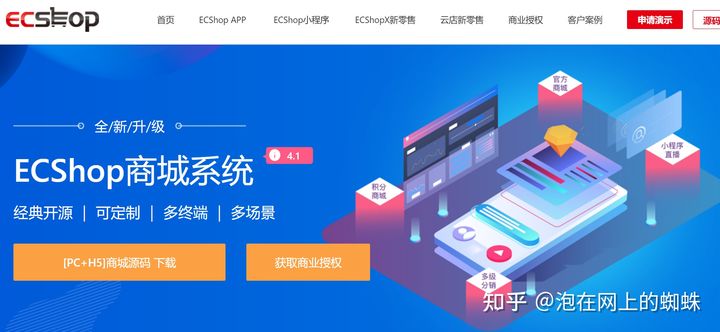 ECSHOP
首页 ECShop APP ECShop小程序 ECShopX新零售 云店新零售 商业授权 客户案例 申请演示 源码
全/新/升/级
ECShop商城系统 4.1
经典开源 | 可定制 | 多终端 | 多场景
[PC+H5]商城源码 下载 获取商业授权
官方
商城
小程序
直播
积分
商城
多级
分销
知乎 @泡在网上的蜘蛛